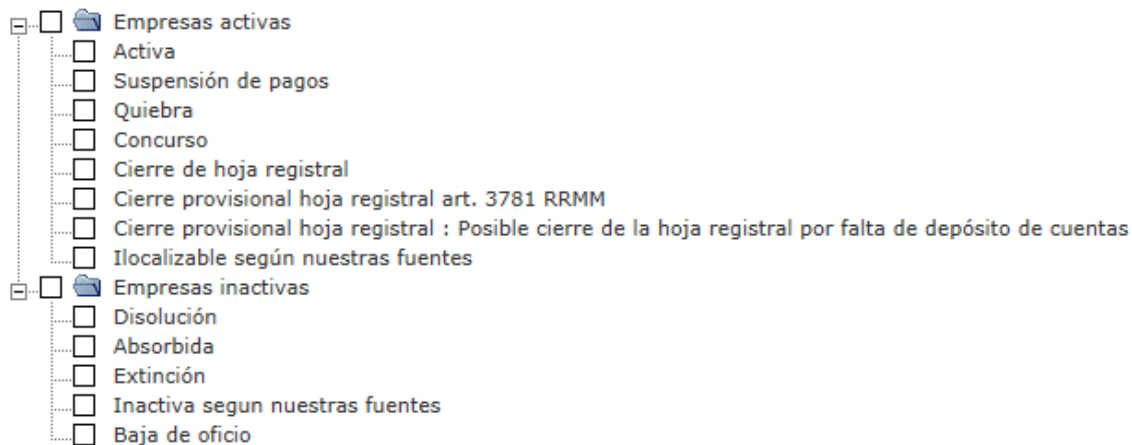 Empresas activas
Activa
Suspensión de pagos
Quiebra
Concurso
Cierre de hoja registral
Cierre provisional hoja registral art. 3781 RRMM
Cierre provisional hoja registral : Posible cierre de la hoja registral por falta de depósito de cuentas
Ilocalizable según nuestras fuentes
Empresas inactivas
Disolución
Absorbida
Extinción
Inactiva segun nuestras fuentes
Baja de oficio